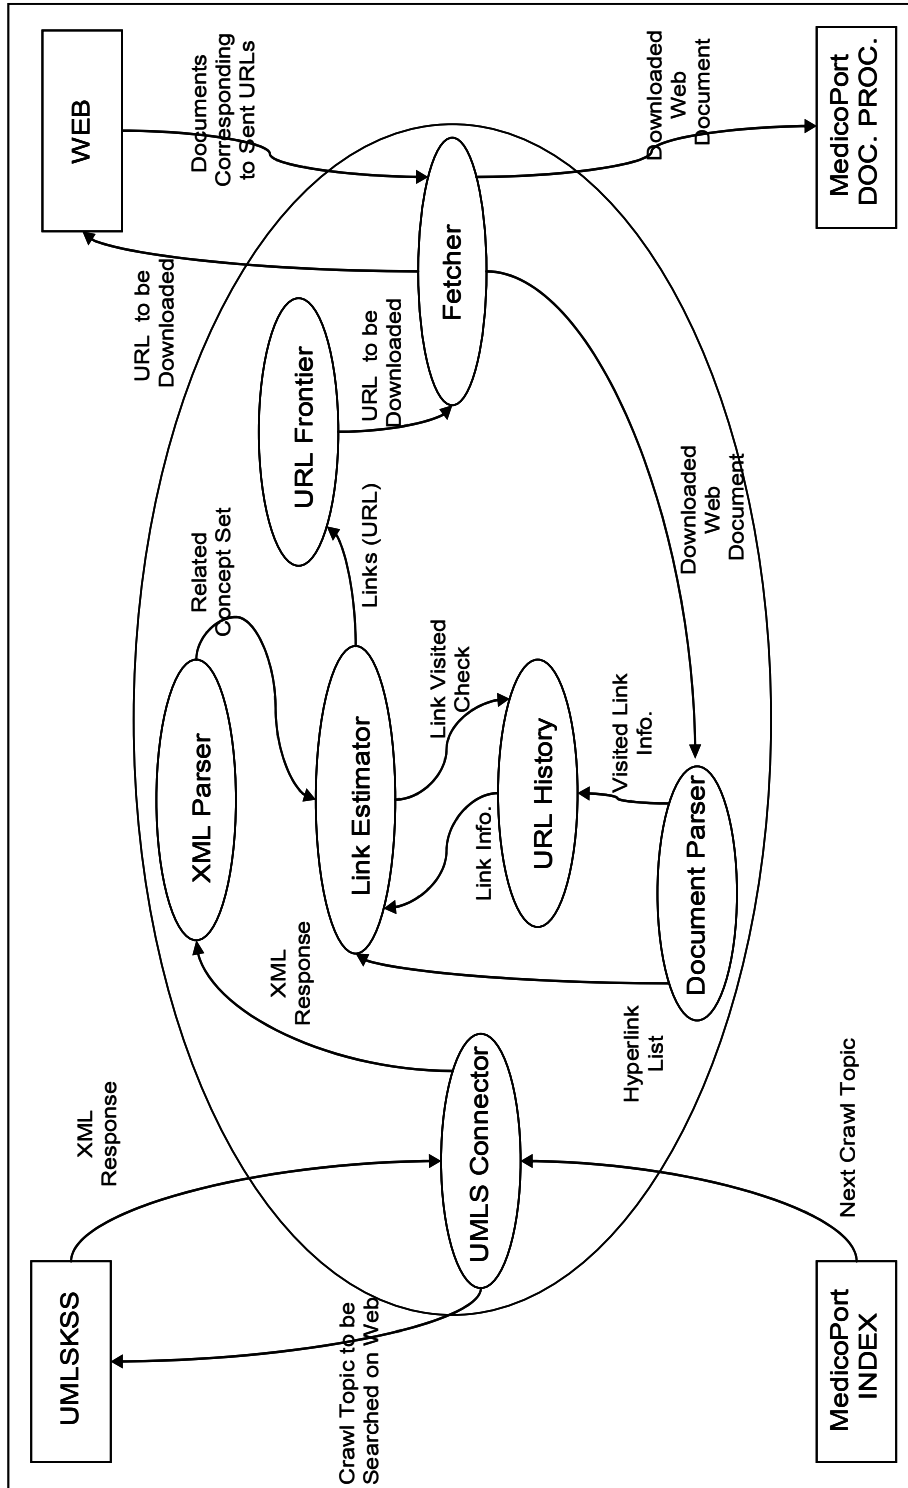 UMLSKSS
XML
Response
Crawl Topic to be
Searched on Web
UMLS Connector
Next Crawl Topic
MedicoPort
INDEX
XML
Response
XML Parser
Related
Concept Set
Link Estimator
Links (URL)
Link Visited
Check
Link Info.
URL History
Visited Link
Info.
Hyperlink
List
Document Parser
URL Frontier
URL to be
Downloaded
Fetcher
Downloaded
Web
Document
URL to be
Downloaded
WEB
Documents
Corresponding
to Sent URLs
Downloaded
Web
Document
MedicoPort
DOC. PROC.